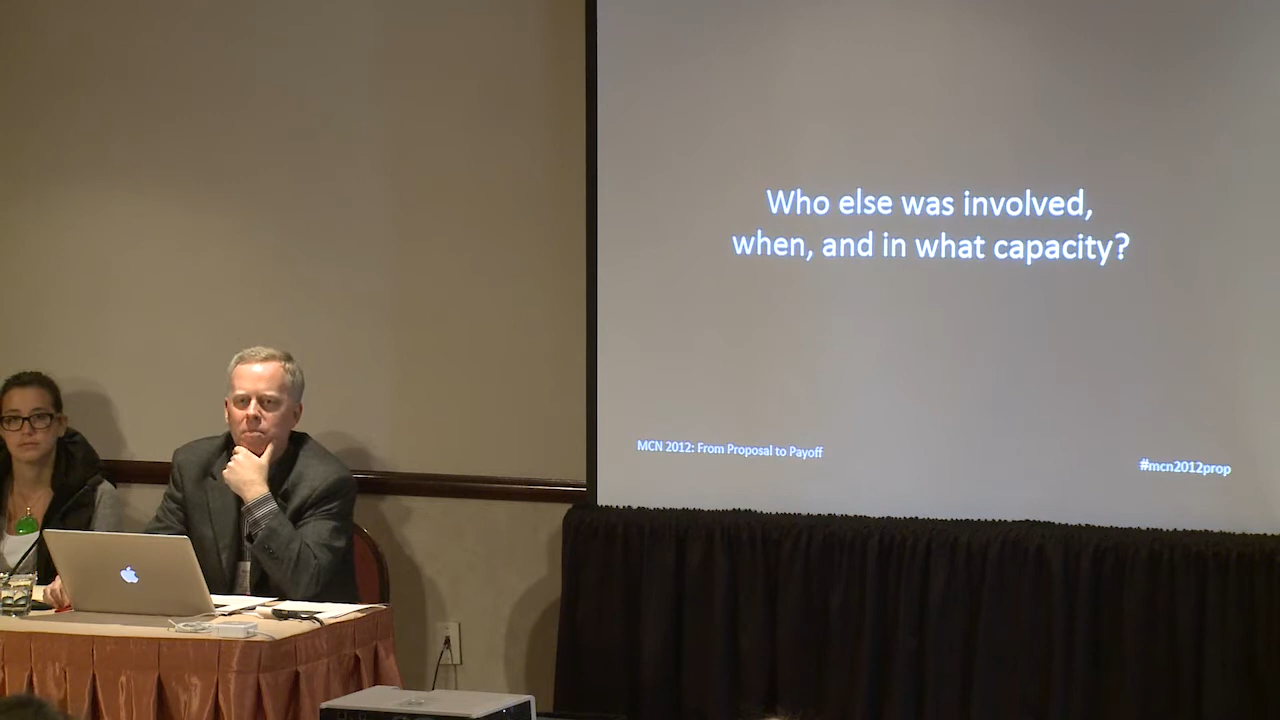 Who else was involved,
when, and in what capacity?
MCN 2012: From Proposal to Payoff
#mcn2012prop